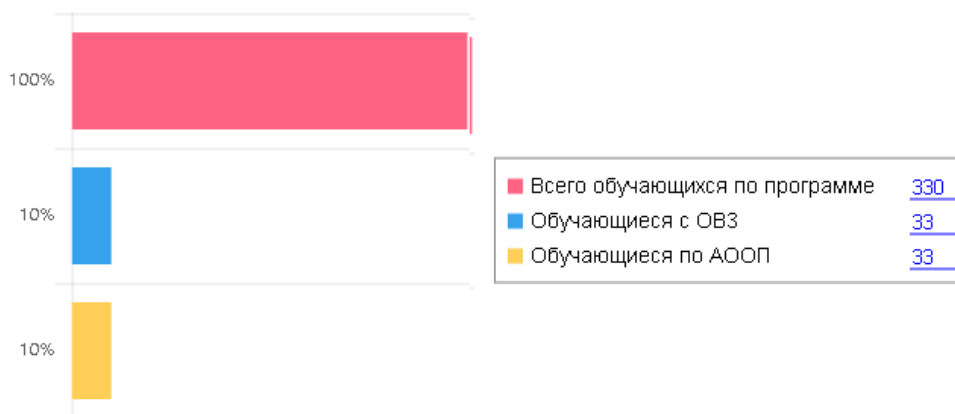 100%
10%
10%
Всего обучающихся по программе 330
Обучающиеся с ОВЗ 33
Обучающиеся по АООП 33